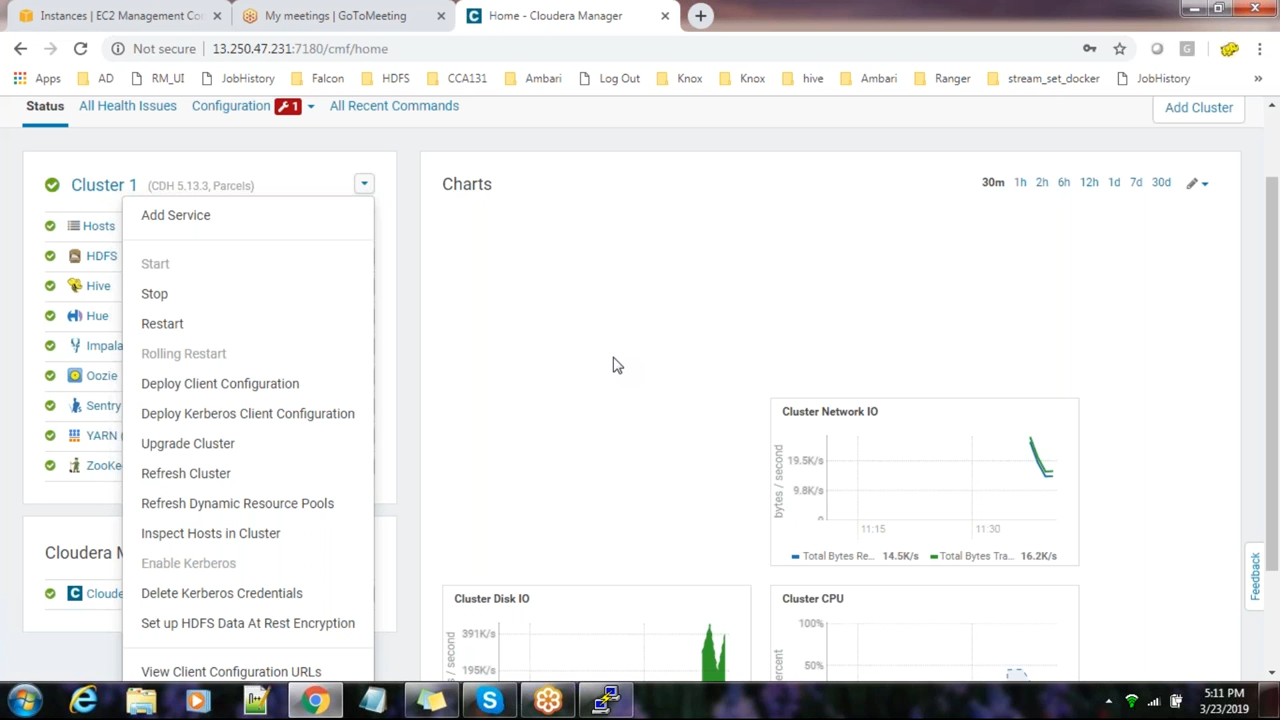 Instances | EC2 Management Co
My meetings | GoToMeeting
Home - Cloudera Manager
Not secure
13.250.47.231:7180/cmf/home
Apps
AD
RM_UI
JobHistory
Falcon
HDFS
CCA131
Ambari
Log Out
Knox
Knox
hive
Ambari
Ranger
stream_set_docker
JobHistory
»
Status
All Health Issues
Configuration
1
All Recent Commands
Add Cluster
Cluster 1
(CDH 5.13.3, Parcels)
Hosts
HDFS
Hive
Hue
Impala
Oozie
Sentry
YARN (
ZooKe
Cloudera M
Cloude
Add Service
Start
Stop
Restart
Rolling Restart
Deploy Client Configuration
Deploy Kerberos Client Configuration
Upgrade Cluster
Refresh Cluster
Refresh Dynamic Resource Pools
Inspect Hosts in Cluster
Enable Kerberos
Delete Kerberos Credentials
Set up HDFS Data At Rest Encryption
View Client Configuration URLs
Charts
30m 1h 2h 6h 12h 1d 7d 30d
Cluster Network IO
bytes / second
19.5K/s
9.8K/s
0
11:15
11:30
Total Bytes Re... 14.5K/s
Total Bytes Tra... 16.2K/s
Cluster Disk IO
/ second
391K/s
195K/s
Cluster CPU
percent
100%
50%
Feedback
5:11 PM
3/23/2019